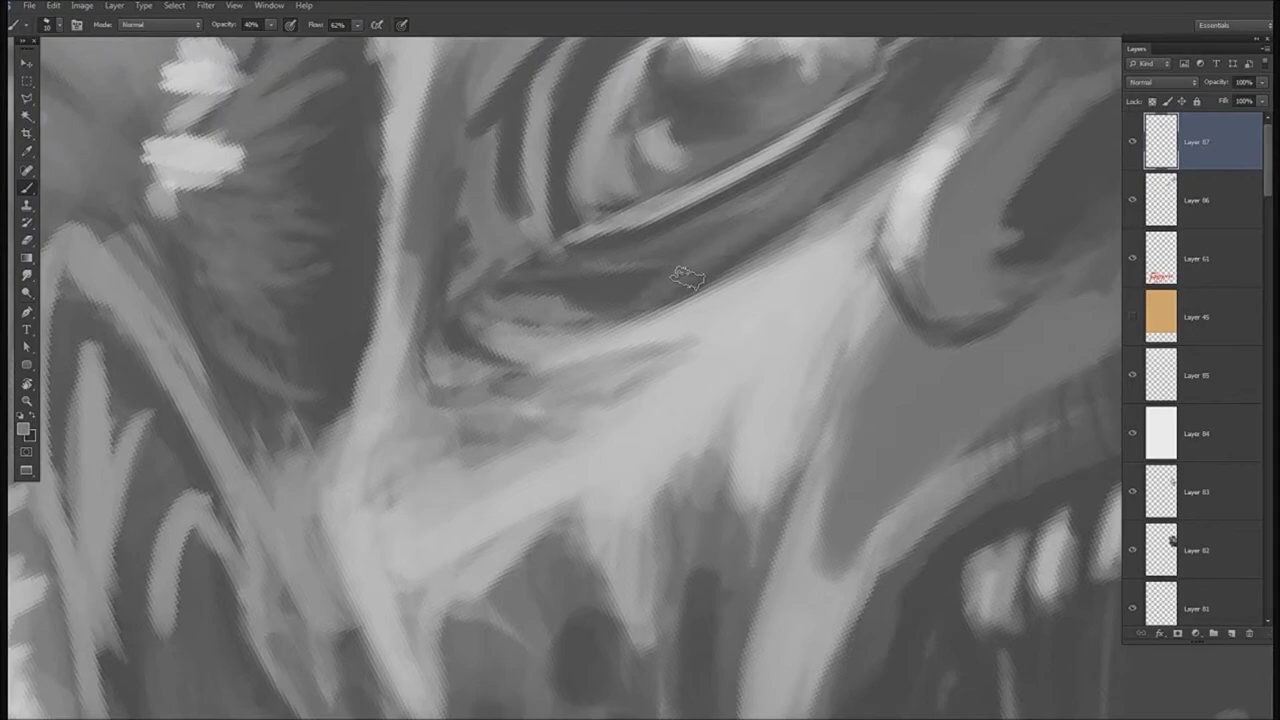 File Edit Image Layer Type Select Filter View Window Help
10 Mode: Normal Opacity: 40% Flow: 62% Essentials
Layers
Kind
Normal Opacity: 100%
Lock: Fill: 100%
Layer 87
Layer 86
Layer 61
Layer 45
Layer 85
Layer 84
Layer 83
Layer 82
Layer 81